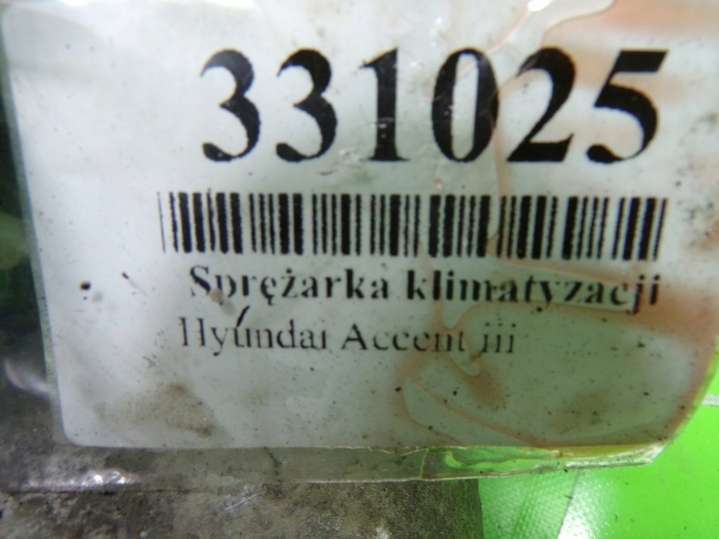 331025
Sprężarka klimatyzacji
Hyundai Accent iii